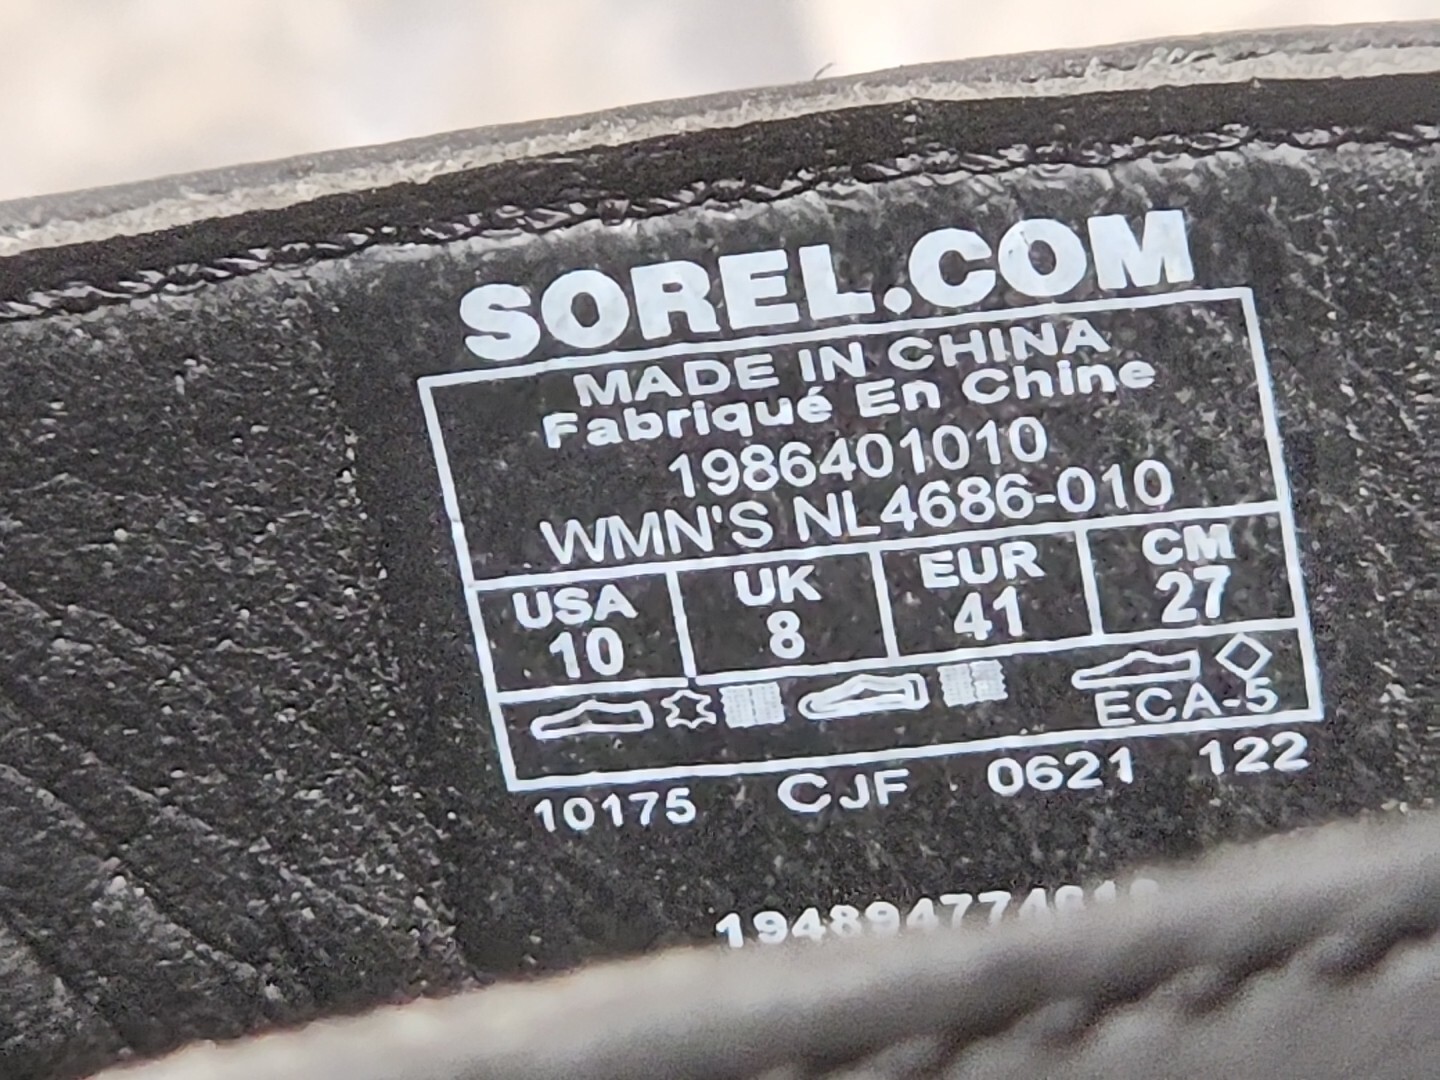 SOREL.COM
MADE IN CHINA
Fabriqué En Chine
1986401010
WMN'S NL4686-010
USA UK EUR CM
10 8 41 27
ECA-5
10175 CJF 0621 122